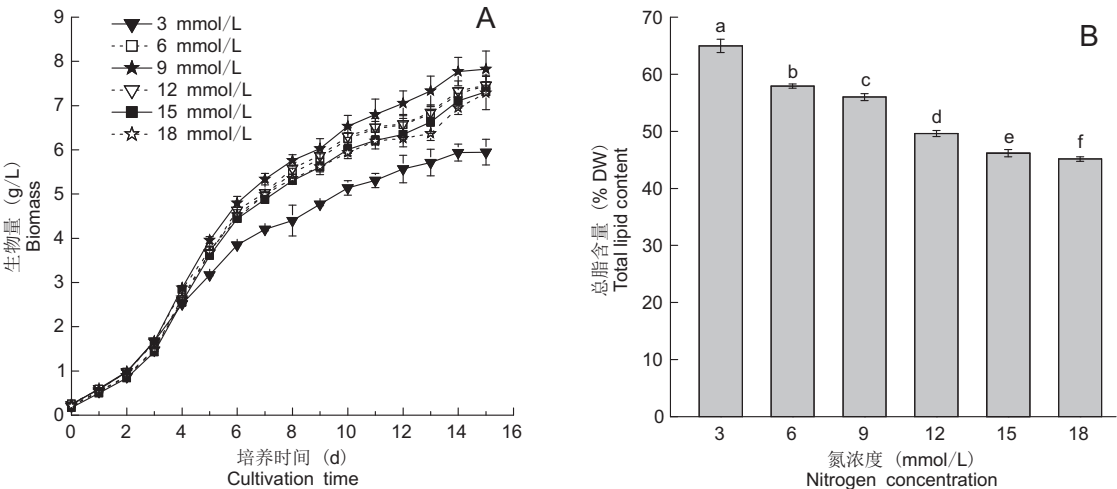 A
9
8
7
6
5
4
3
2
1
0
3 mmol/L
6 mmol/L
9 mmol/L
12 mmol/L
15 mmol/L
18 mmol/L
生物量 (g/L)
Biomass
0 2 4 6 8 10 12 14 16
培养时间 (d)
Cultivation time
B
70
60
50
40
60
20
60
0
a
b
c
d
e
f
总脂含量 (% DW)
Total lipid content
3 6 9 12 15 18
氮浓度 (mmol/L)
Nitrogen concentration